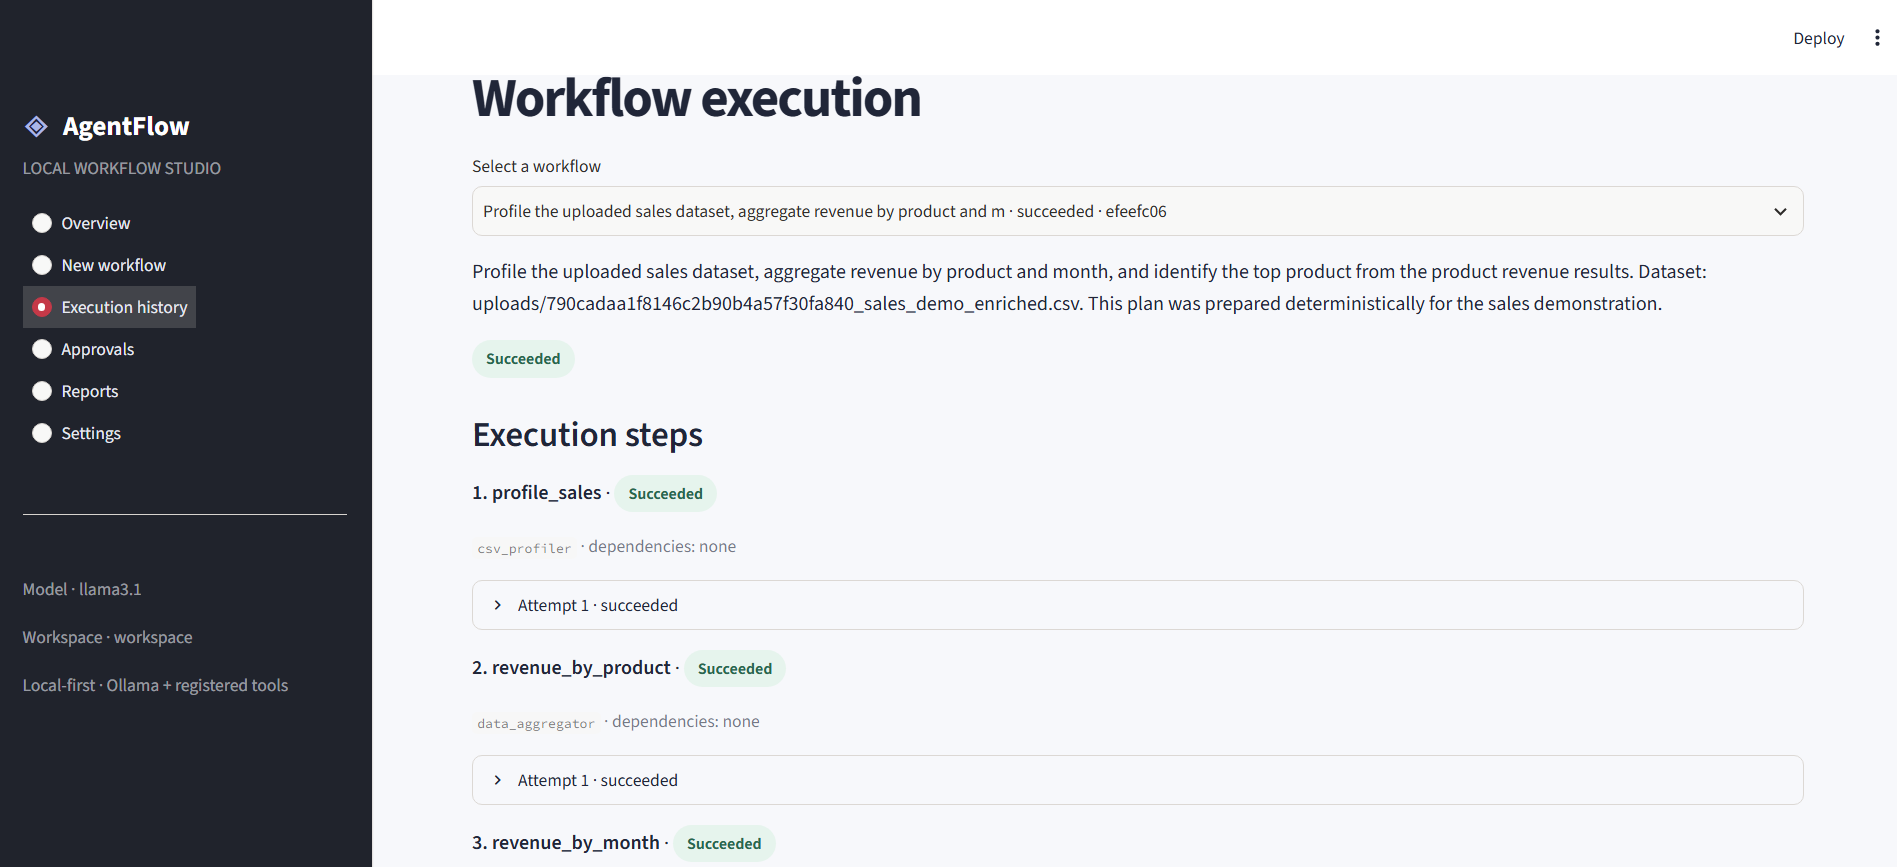 Deploy
AgentFlow
LOCAL WORKFLOW STUDIO
Overview
New workflow
Execution history
Approvals
Reports
Settings
Model · llama3.1
Workspace · workspace
Local-first · Ollama + registered tools
Workflow execution
Select a workflow
Profile the uploaded sales dataset, aggregate revenue by product and m · succeeded · efeefc06
Profile the uploaded sales dataset, aggregate revenue by product and month, and identify the top product from the product revenue results. Dataset:
uploads/790cadaa1f8146c2b90b4a57f30fa840_sales_demo_enriched.csv. This plan was prepared deterministically for the sales demonstration.
Succeeded
Execution steps
1. profile_sales · Succeeded
csv_profiler · dependencies: none
Attempt 1 · succeeded
2. revenue_by_product · Succeeded
data_aggregator · dependencies: none
Attempt 1 · succeeded
3. revenue_by_month · Succeeded